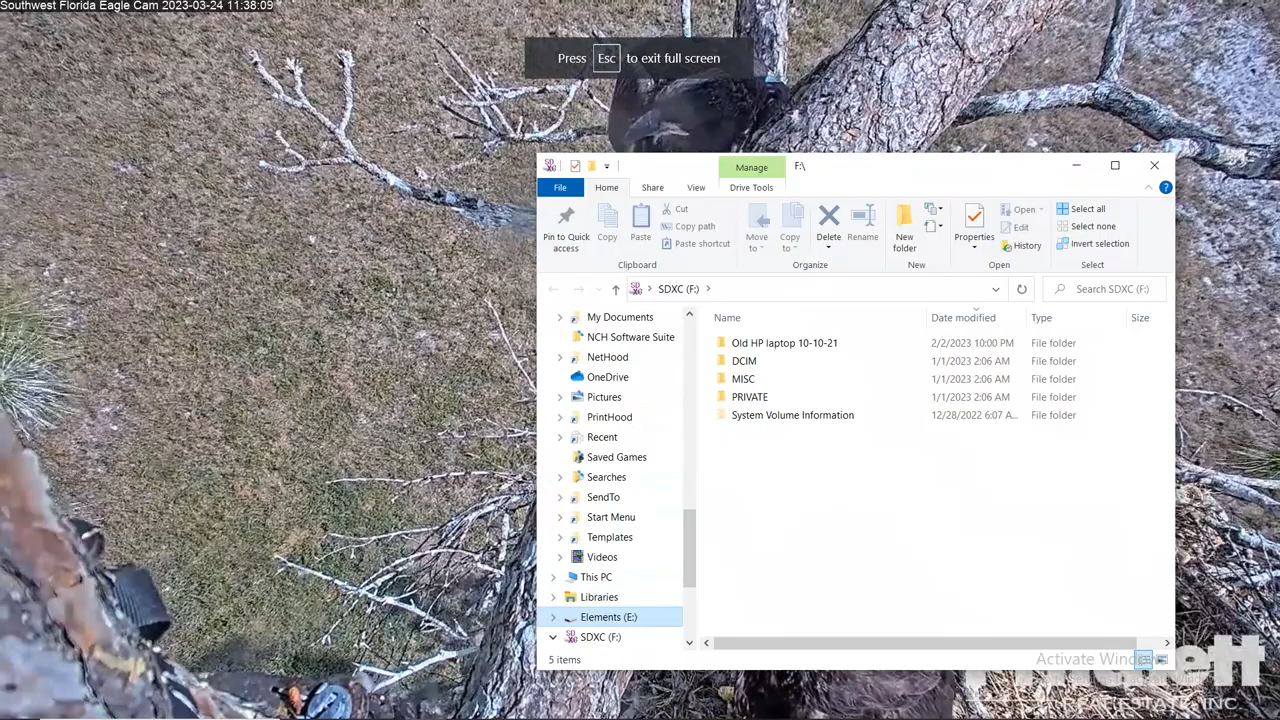 Southwest Florida Eagle Cam 2023-03-24 11:38:09
Press Esc to exit full screen
Manage F:\
File Home Share View Drive Tools
Pin to Quick access
Copy
Paste
Cut
Copy path
Paste shortcut
Move to
Copy to
Delete
Rename
New folder
Properties
Open
Edit
History
Select all
Select none
Invert selection
Clipboard Organize New Open Select
SDXC (F:) Search SDXC (F:)
Name Date modified Type Size
My Documents
NCH Software Suite
NetHood
OneDrive
Pictures
PrintHood
Recent
Saved Games
Searches
SendTo
Start Menu
Templates
Videos
This PC
Libraries
Elements (E:)
SDXC (F:)
Old HP laptop 10-10-21 2/2/2023 10:00 PM File folder
DCIM 1/1/2023 2:06 AM File folder
MISC 1/1/2023 2:06 AM File folder
PRIVATE 1/1/2023 2:06 AM File folder
System Volume Information 12/28/2022 6:07 A... File folder
5 items
Activate
REAL ESTATE, INC